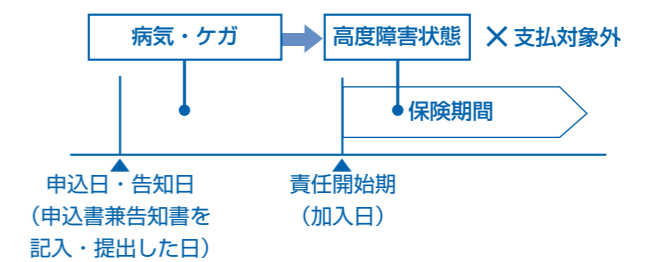 病気・ケガ
高度障害状態
×支払対象外
保険期間
申込日・告知日
（申込書兼告知書を
記入・提出した日）
責任開始期
（加入日）